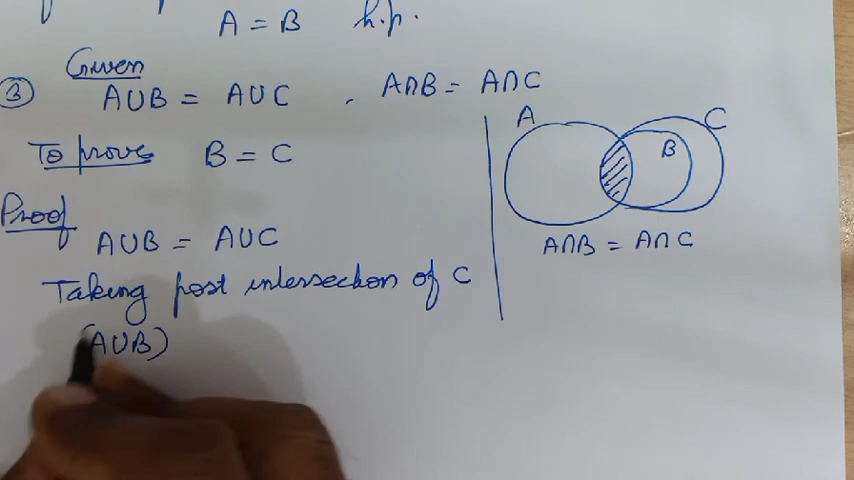 A = B h.p.
Given
③ A∪B = A∪C , A∩B = A∩C
To prove B = C
Proof
A∪B = A∪C
Taking post intersection of C
(A∪B)
A C
B
A∩B = A∩C